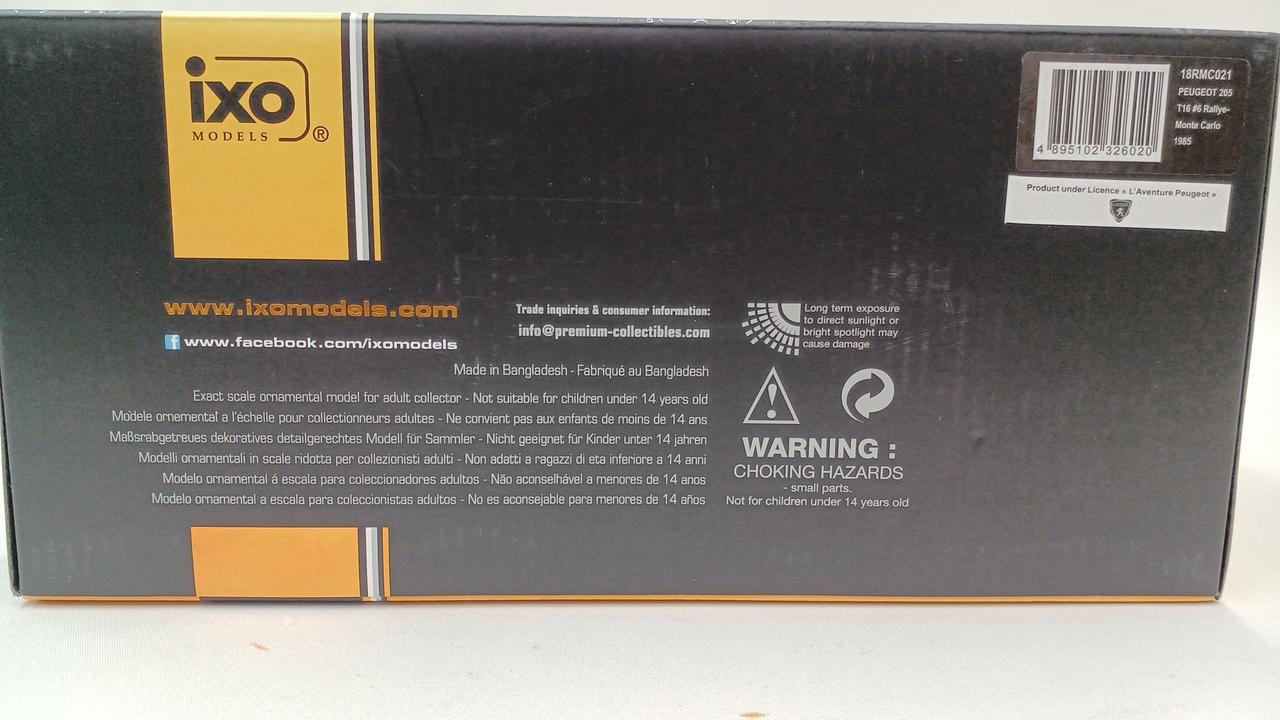 ixo
MODELS ®
18RMC021
PEUGEOT 205
T16 #6 Rallye-
Monte Carlo
1985
4 895102 326020
Product under Licence « L'Aventure Peugeot »
www.ixomodels.com
f www.facebook.com/ixomodels
Trade inquiries & consumer information:
info@premium-collectibles.com
Made in Bangladesh - Fabriqué au Bangladesh
Exact scale ornamental model for adult collector - Not suitable for children under 14 years old
Modèle ornemental a l'échelle pour collectionneurs adultes - Ne convient pas aux enfants de moins de 14 ans
Maßsrabgetreues dekoratives detailgerechtes Modell für Sammler - Nicht geeignet für Kinder unter 14 jahren
Modelli ornamentali in scale ridotta per collezionisti adulti - Non adatti a ragazzi di eta inferiore a 14 anni
Modelo ornamental á escala para coleccionadores adultos - Não aconselhável a menores de 14 anos
Modelo ornamental a escala para coleccionistas adultos - No es aconsejable para menores de 14 años
Long term exposure
to direct sunlight or
bright spotlight may
cause damage
WARNING :
CHOKING HAZARDS
- small parts.
Not for children under 14 years old